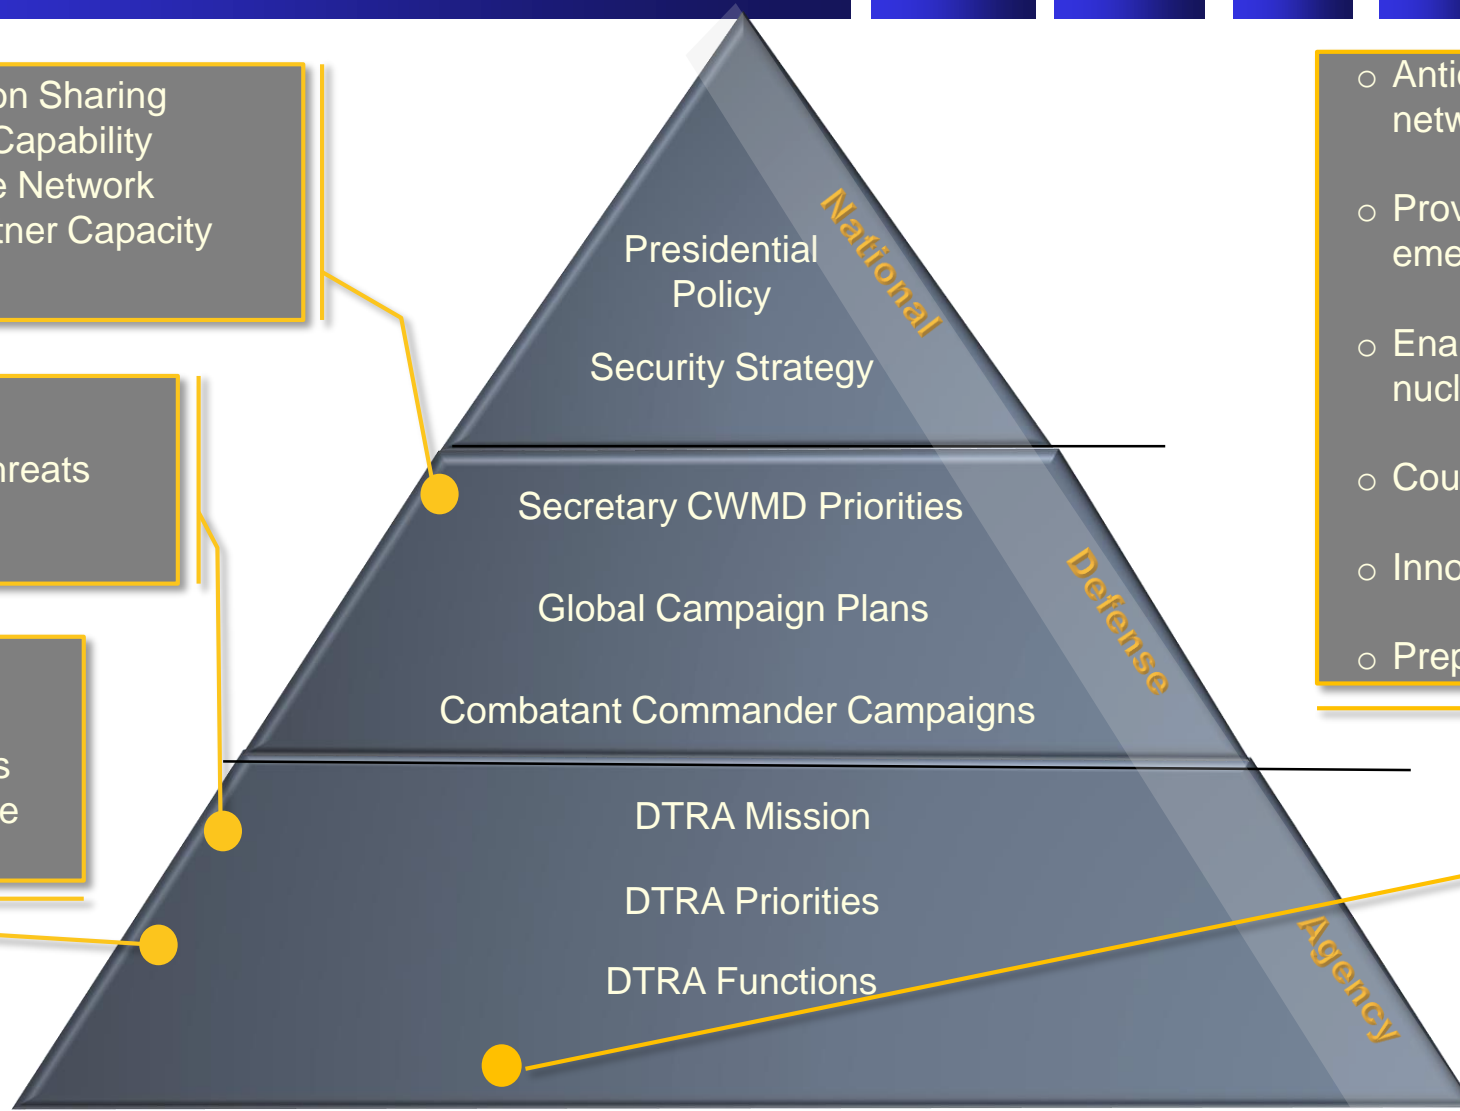 on Sharing
Capability
e Network
tner Capacity
hreats
s
e
Presidential
Policy
Security Strategy
National
Secretary CWMD Priorities
Global Campaign Plans
Combatant Commander Campaigns
Defense
DTRA Mission
DTRA Priorities
DTRA Functions
Agency
○ Antic
netw
○ Prov
eme
○ Ena
nucl
○ Cou
○ Inno
○ Prep